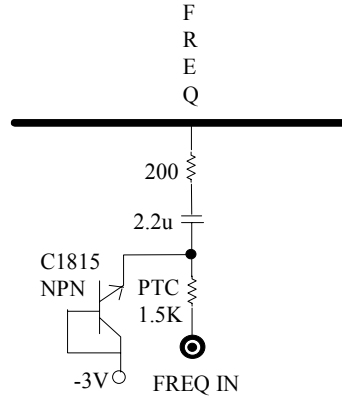 F
R
E
Q
200
2.2u
C1815
NPN
PTC
1.5K
-3V
FREQ IN